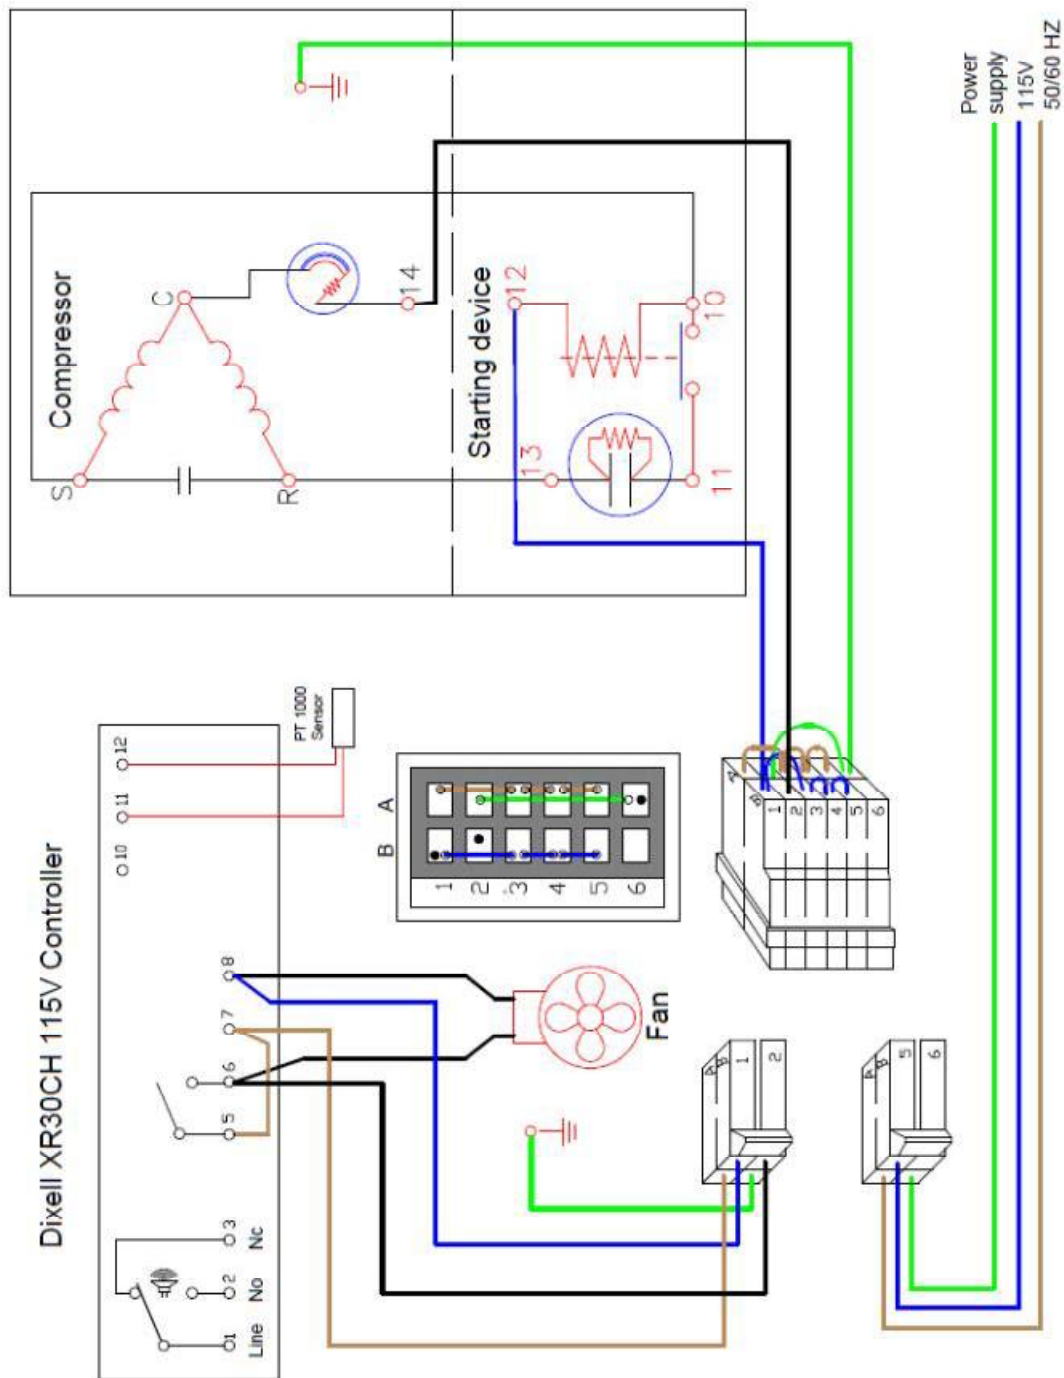 Power
supply
115V
50/60 HZ
Compressor
C
S
R
14
Starting device
12
10
13
11
Dixell XR30CH 115V Controller
12
11
10
PT 1000
Sensor
8
7
6
5
3 Nc
2 No
1 Line
A
B
1
2
3
4
5
6
Fan
A
B
1
2
3
4
5
6
A
B
1
2
A
B
5
6